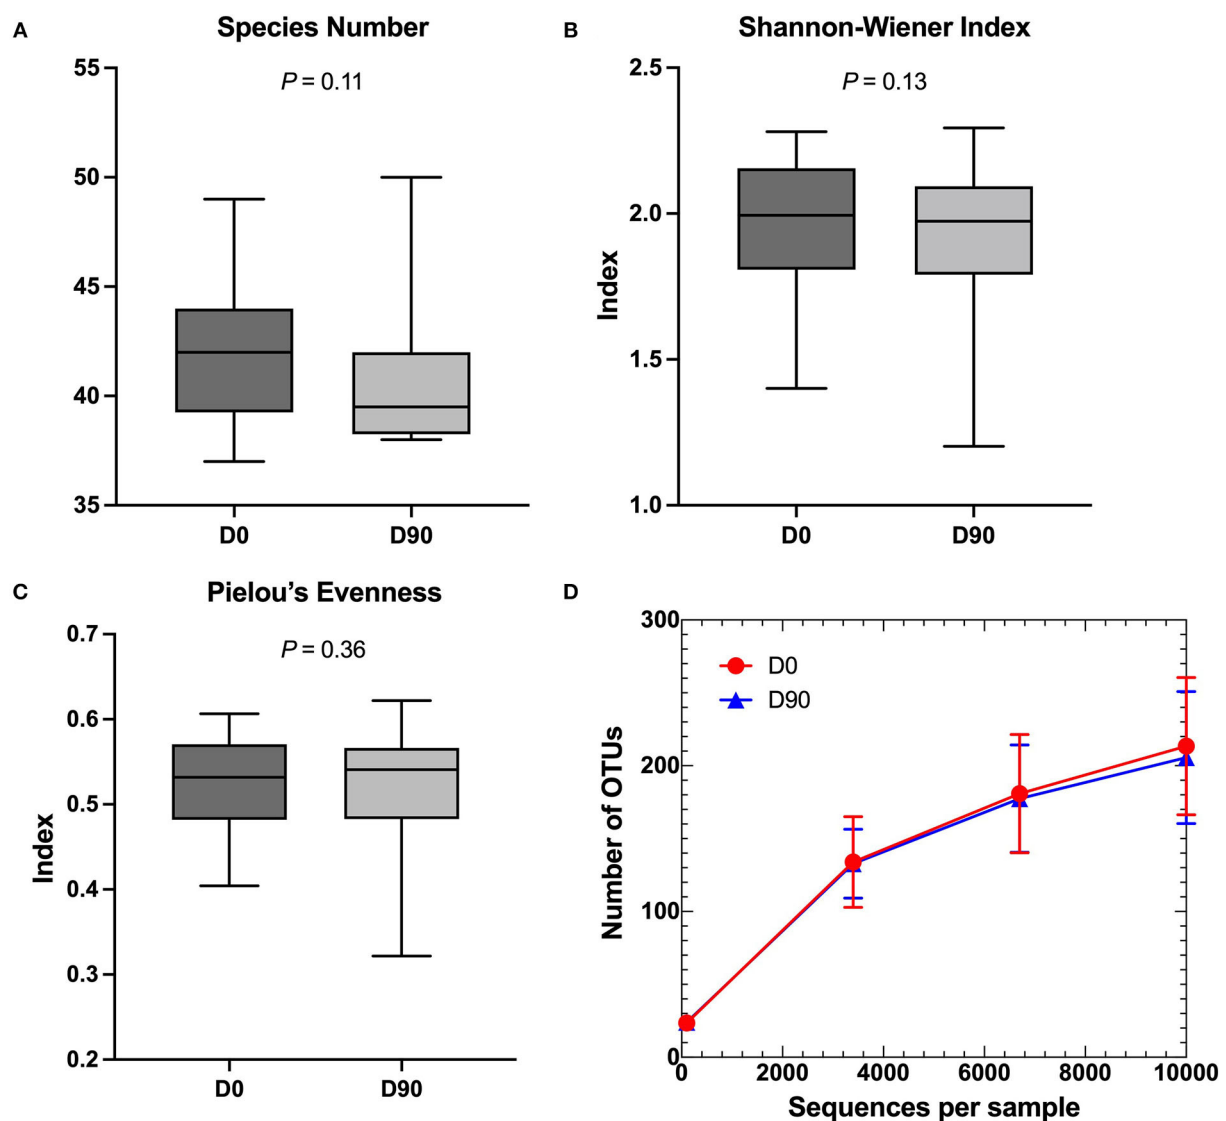 A
Species Number
P = 0.11
55
50
45
40
35
D0
D90
B
Shannon-Wiener Index
P = 0.13
2.5
2.0
1.5
1.0
Index
D0
D90
C
Pielou’s Evenness
P = 0.36
0.7
0.6
0.5
0.4
0.3
0.2
Index
D0
D90
D
300
200
100
0
Number of OTUs
D0
D90
0
2000
4000
6000
8000
10000
Sequences per sample